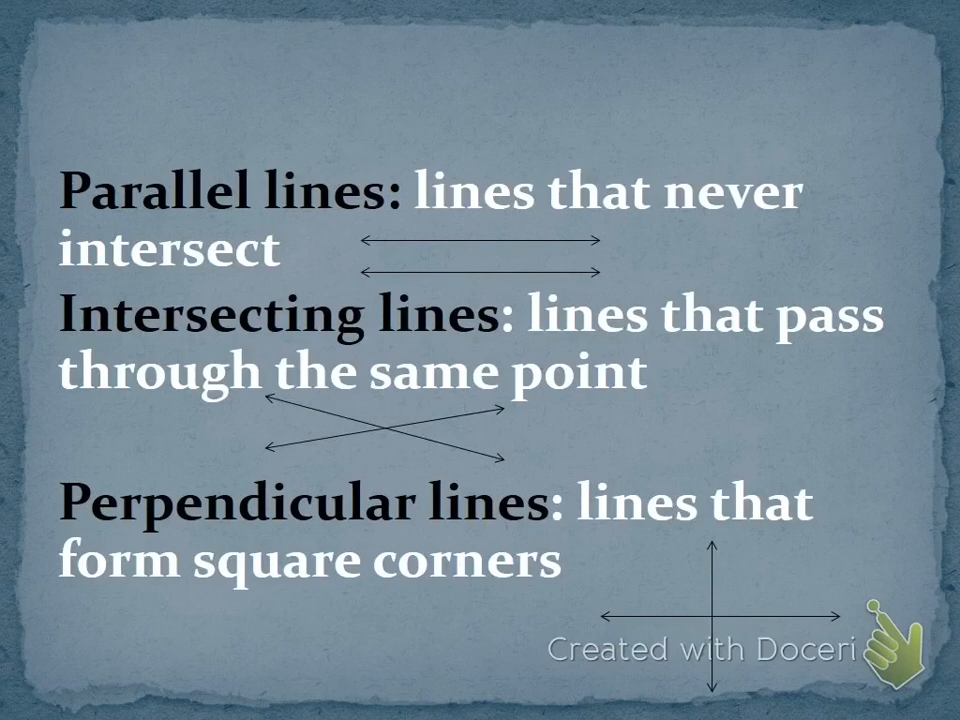 Parallel lines: lines that never
intersect
Intersecting lines: lines that pass
through the same point
Perpendicular lines: lines that
form square corners
Created with Doceri